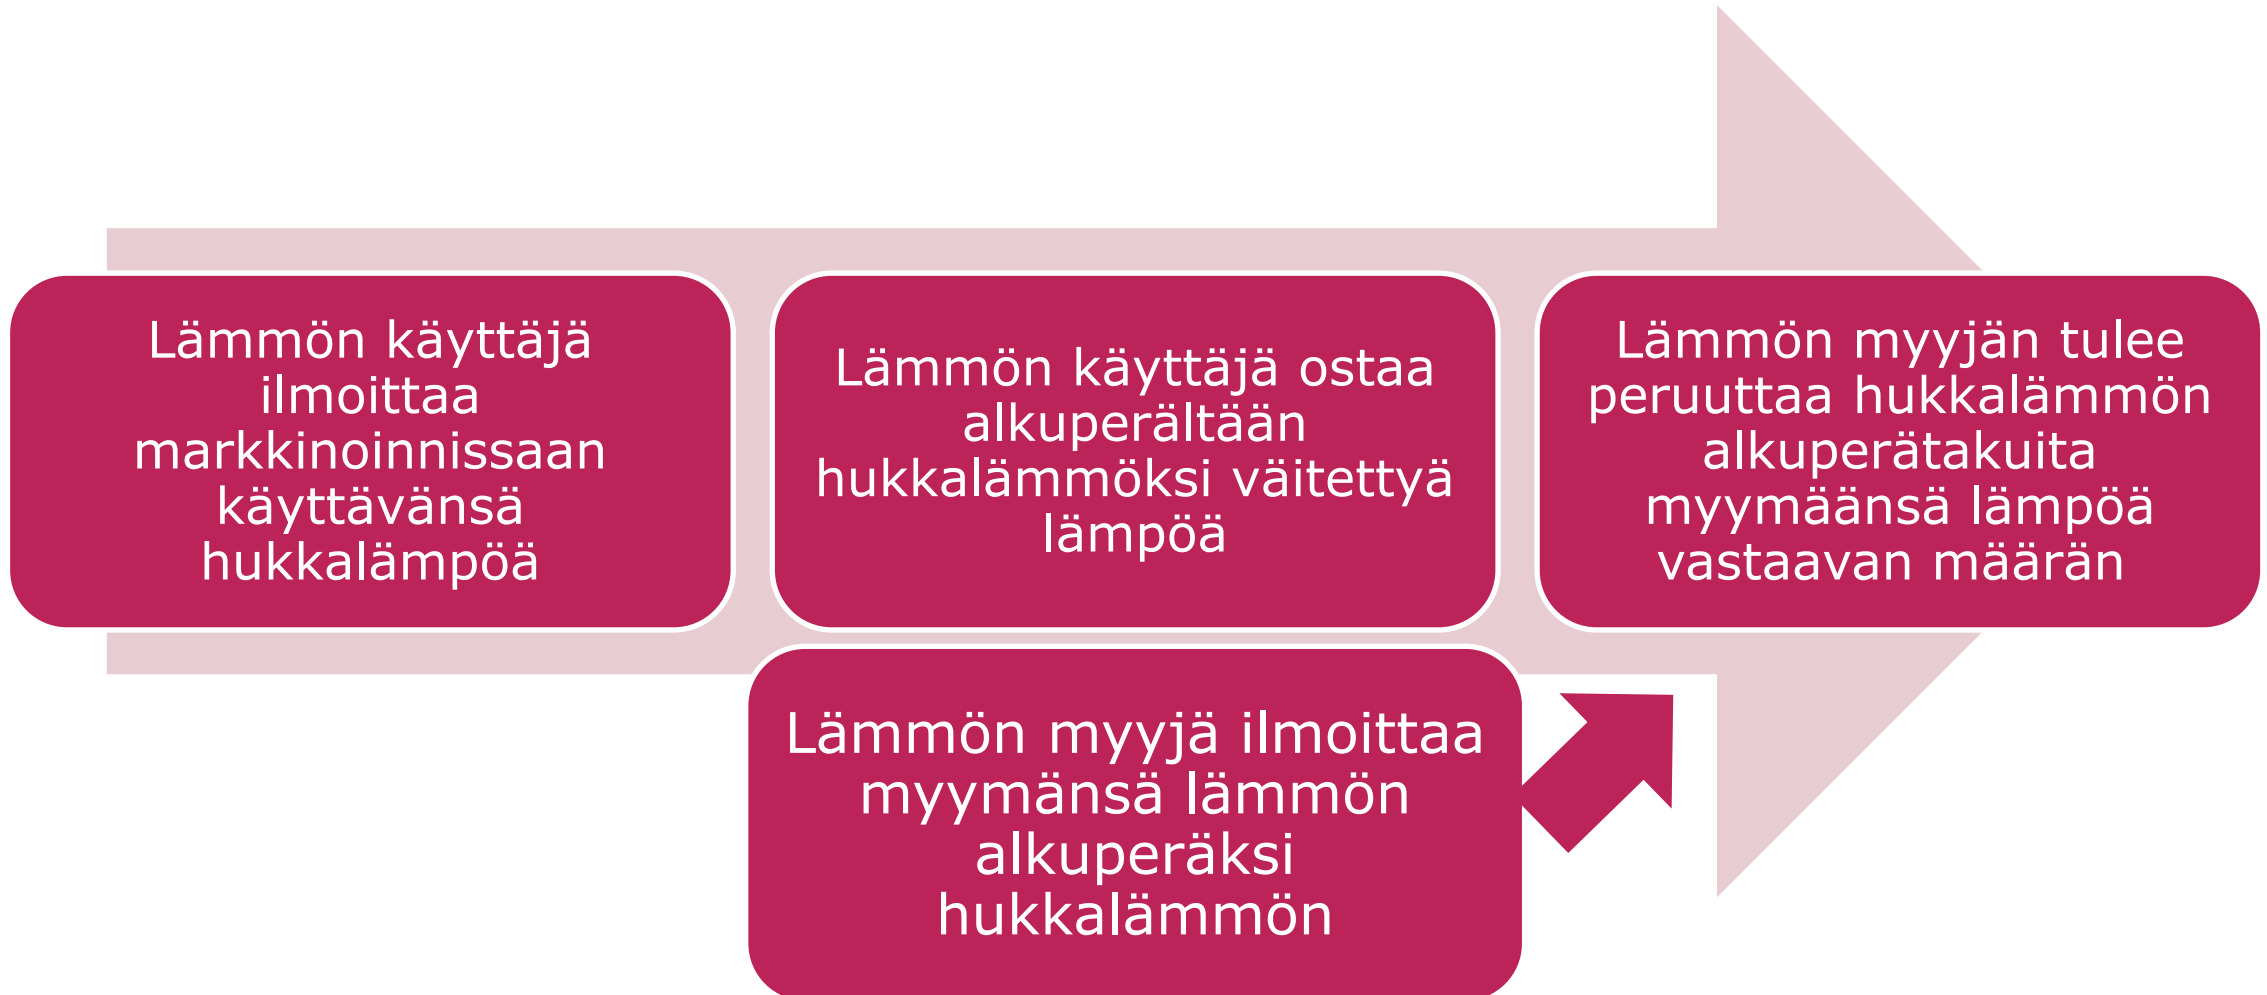 Lämmön käyttäjä
ilmoittaa
markkinoinnissaan
käyttävänsä
hukkalämpöä
Lämmön käyttäjä ostaa
alkuperältään
hukkalämmöksi väitettyä
lämpöä
Lämmön myyjän tulee
peruuttaa hukkalämmön
alkuperätakuita
myymäänsä lämpöä
vastaavan määrän
Lämmön myyjä ilmoittaa
myymänsä lämmön
alkuperäksi
hukkalämmön